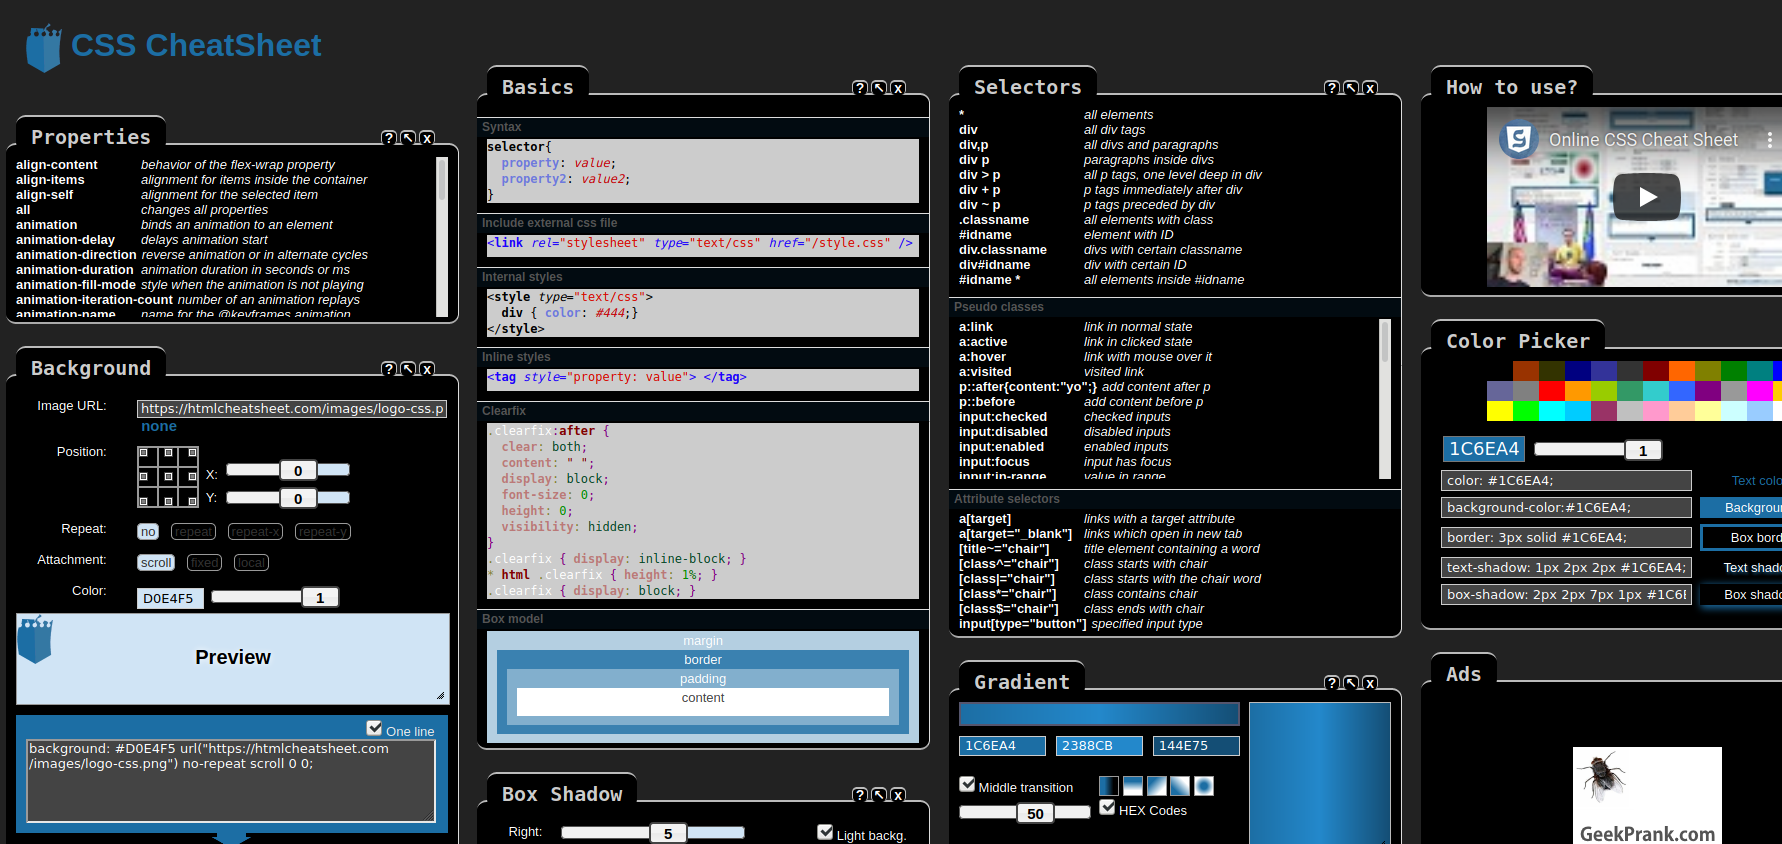 CSS CheatSheet
Properties
? ↖ x
align-content behavior of the flex-wrap property
align-items alignment for items inside the container
align-self alignment for the selected item
all changes all properties
animation binds an animation to an element
animation-delay delays animation start
animation-direction reverse animation or in alternate cycles
animation-duration animation duration in seconds or ms
animation-fill-mode style when the animation is not playing
animation-iteration-count number of an animation replays
animation-name name for the @keyframes animation
Background
? ↖ x
Image URL: https://htmlcheatsheet.com/images/logo-css.p
none
Position:
X: 0
Y: 0
Repeat: no repeat repeat-x repeat-y
Attachment: scroll fixed local
Color: D0E4F5 1
Preview
One line
background: #D0E4F5 url("https://htmlcheatsheet.com
/images/logo-css.png") no-repeat scroll 0 0;
Basics
? ↖ x
Syntax
selector{
property: value;
property2: value2;
}
Include external css file
<link rel="stylesheet" type="text/css" href="/style.css" />
Internal styles
<style type="text/css">
div { color: #444;}
</style>
Inline styles
<tag style="property: value"> </tag>
Clearfix
.clearfix:after {
clear: both;
content: " ";
display: block;
font-size: 0;
height: 0;
visibility: hidden;
}
.clearfix { display: inline-block; }
* html .clearfix { height: 1%; }
.clearfix { display: block; }
Box model
margin
border
padding
content
Box Shadow
? ↖ x
Right: 5 Light backg.
Selectors
? ↖ x
* all elements
div all div tags
div,p all divs and paragraphs
div p paragraphs inside divs
div > p all p tags, one level deep in div
div + p p tags immediately after div
div ~ p p tags preceded by div
.classname all elements with class
#idname element with ID
div.classname divs with certain classname
div#idname div with certain ID
#idname * all elements inside #idname
Pseudo classes
a:link link in normal state
a:active link in clicked state
a:hover link with mouse over it
a:visited visited link
p::after{content:"yo";} add content after p
p::before add content before p
input:checked checked inputs
input:disabled disabled inputs
input:enabled enabled inputs
input:focus input has focus
input:in-range value in range
Attribute selectors
a[target] links with a target attribute
a[target="_blank"] links which open in new tab
[title~="chair"] title element containing a word
[class^="chair"] class starts with chair
[class|="chair"] class starts with the chair word
[class*="chair"] class contains chair
[class$="chair"] class ends with chair
input[type="button"] specified input type
Gradient
? ↖ x
1C6EA4 2388CB 144E75
Middle transition
50 HEX Codes
How to use?
Online CSS Cheat Sheet
Color Picker
1C6EA4 1
color: #1C6EA4; Text colo
background-color:#1C6EA4; Backgroun
border: 3px solid #1C6EA4; Box bord
text-shadow: 1px 2px 2px #1C6EA4; Text shado
box-shadow: 2px 2px 7px 1px #1C6E Box shado
Ads
GeekPrank.com